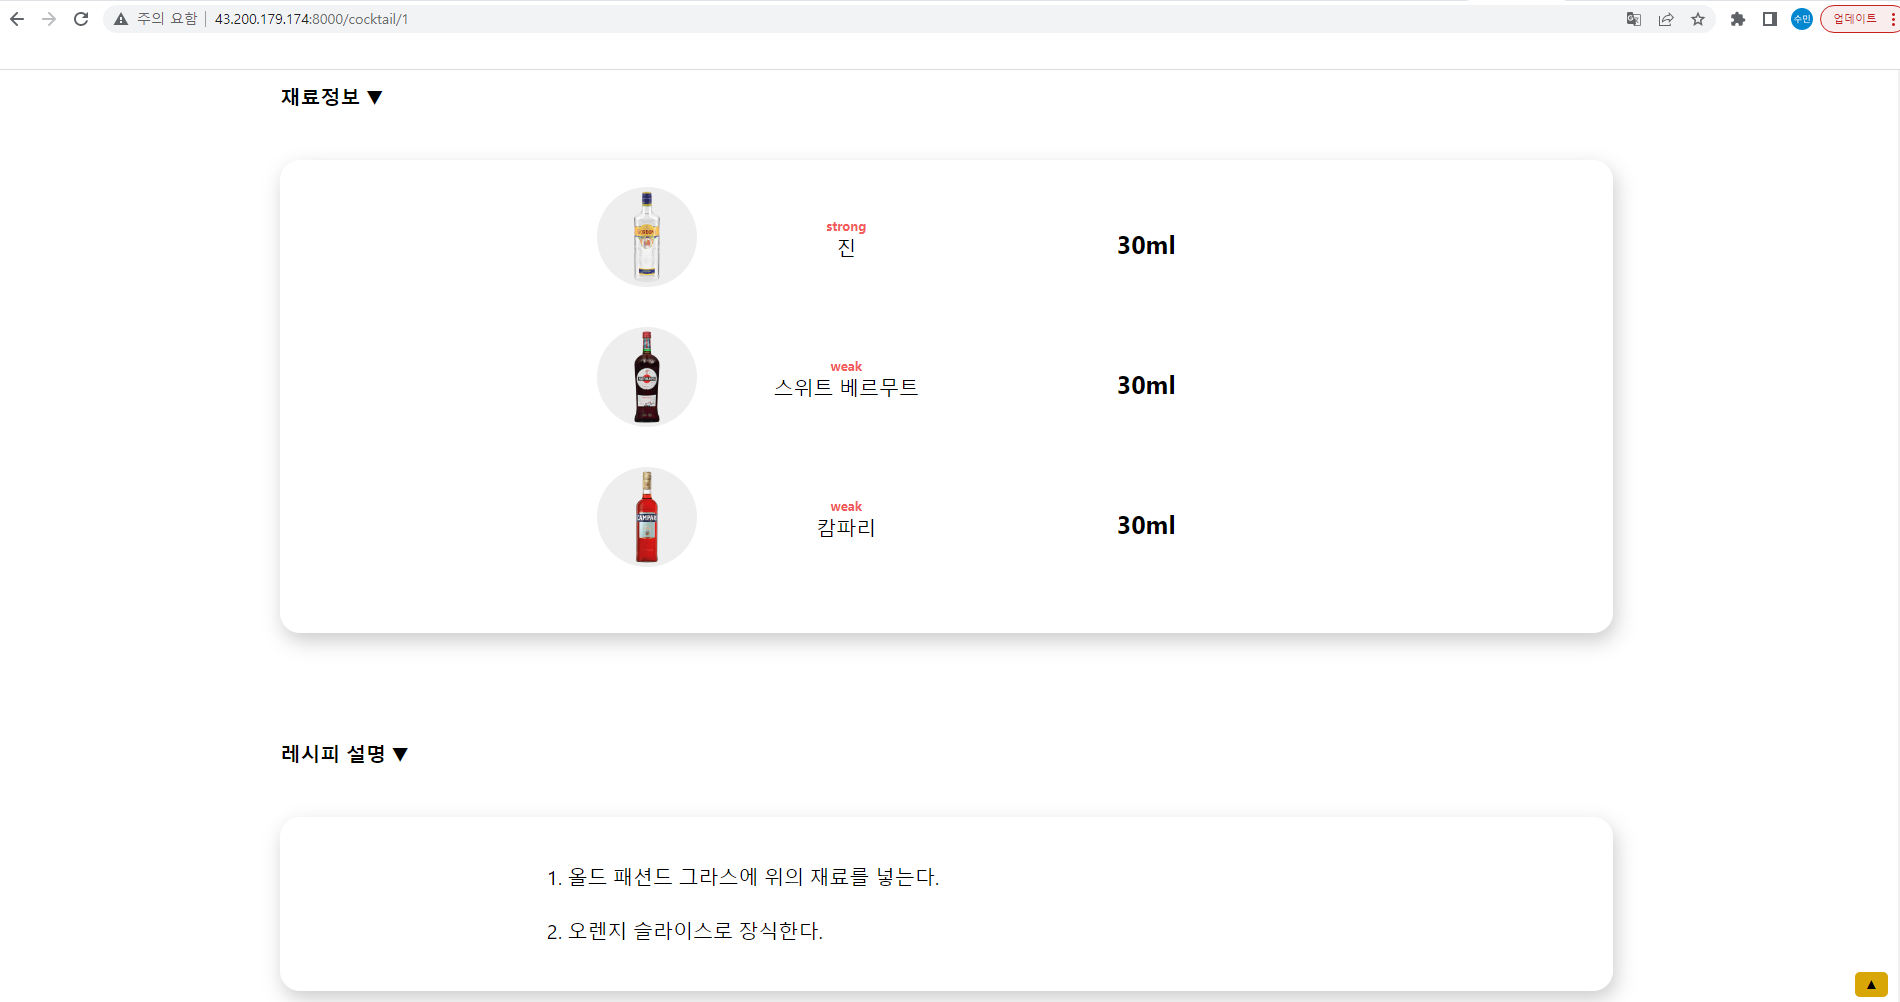 주의 요함 | 43.200.179.174:8000/cocktail/1
수민
업데이트
재료정보 ▼
strong
진
30ml
weak
스위트 베르무트
30ml
CAMPARI
weak
캄파리
30ml
레시피 설명 ▼
1. 올드 패션드 그라스에 위의 재료를 넣는다.
2. 오렌지 슬라이스로 장식한다.
▲